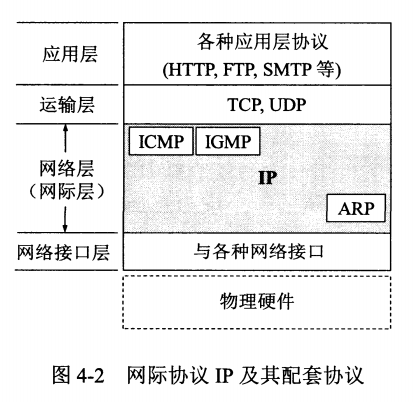 应用层
各种应用层协议
(HTTP, FTP, SMTP 等)
运输层
TCP, UDP
ICMP
IGMP
网络层
（网际层）
IP
ARP
网络接口层
与各种网络接口
物理硬件
图 4-2 网际协议 IP 及其配套协议